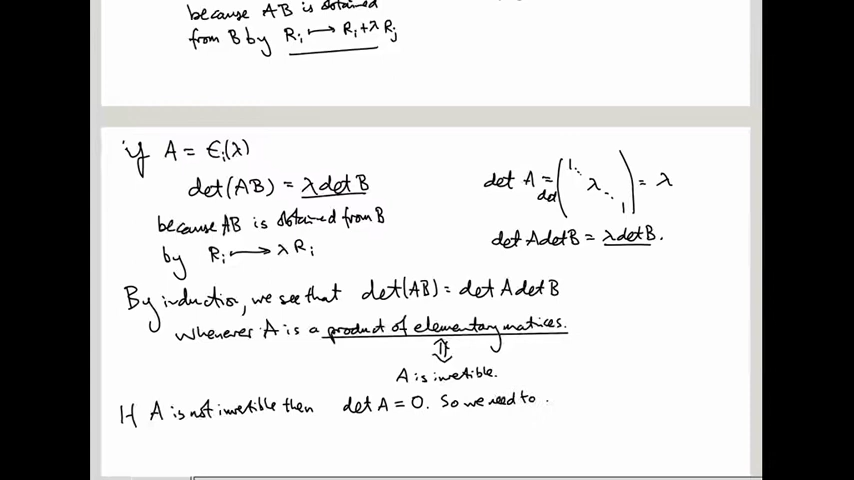 because AB is obtained
from B by Rᵢ ↦ Rᵢ + λ Rⱼ
if A = Eᵢ(λ)
det(AB) = λ det B
because AB is obtained from B
by Rᵢ ⟼ λ Rᵢ
det A = det (1 ⋱ λ ⋱ 1) = λ
det A det B = λ det B.
By induction, we see that det(AB) = det A det B
whenever A is a product of elementary matrices.
⇕
A is invertible.
If A is not invertible then det A = 0. So we need to